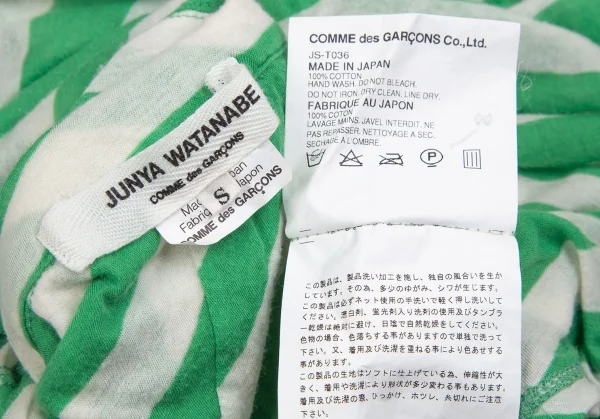 JUNYA WATANABE
COMME des GARÇONS
S
COMME des GARÇONS
COMME des GARÇONS Co.,Ltd.
JS-T036
MADE IN JAPAN
100% COTTON
HAND WASH. DO NOT BLEACH.
DO NOT IRON. DRY CLEAN. LINE DRY.
FABRIQUE AU JAPON
100% COTON
LAVAGE MAINS. JAVEL INTERDIT. NE
PAS REPASSER. NETTOYAGE A SEC.
SECHAGE A L'OMBRE.
この製品は、製品洗い加工を施し、独自の風合いを生か
しています。その為、多少のゆがみ、シワが生じます。
この製品は必ずネット使用の手洗いで軽く押し洗いして
ください。漂白剤、蛍光剤入り洗剤の使用及びタンブラ
ー乾燥は絶対に避け、日陰で自然乾燥をしてください。
色物の場合、色落ちする事がありますので単独で洗って
下さい。又、着用及び洗濯を重ねる事により色あせする
事があります。
この製品の生地はソフトに仕上げている為、伸縮性が大
きく、着用や洗濯により形状が多少変わる事もあります。
着用及び洗濯の際、ひっかけ、ホツレ、糸切れにご注意
下さい。